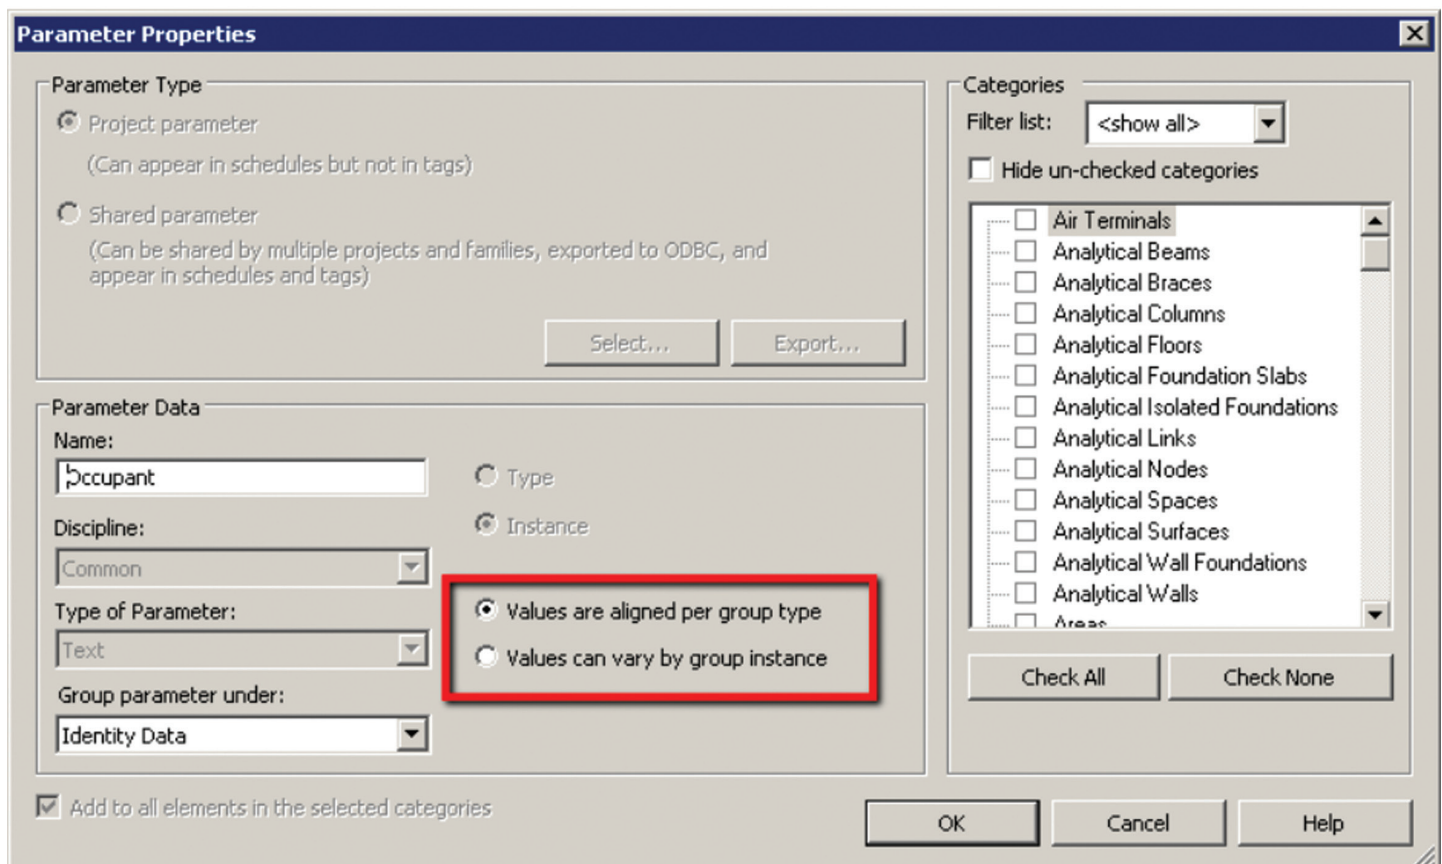 Parameter Properties
Parameter Type
Project parameter
(Can appear in schedules but not in tags)
Shared parameter
(Can be shared by multiple projects and families, exported to ODBC, and
appear in schedules and tags)
Select...
Export...
Parameter Data
Name:
Occupant
Type
Instance
Discipline:
Common
Type of Parameter:
Text
Values are aligned per group type
Values can vary by group instance
Group parameter under:
Identity Data
Add to all elements in the selected categories
Categories
Filter list:
<show all>
Hide un-checked categories
Air Terminals
Analytical Beams
Analytical Braces
Analytical Columns
Analytical Floors
Analytical Foundation Slabs
Analytical Isolated Foundations
Analytical Links
Analytical Nodes
Analytical Spaces
Analytical Surfaces
Analytical Wall Foundations
Analytical Walls
Areas
Check All
Check None
OK
Cancel
Help